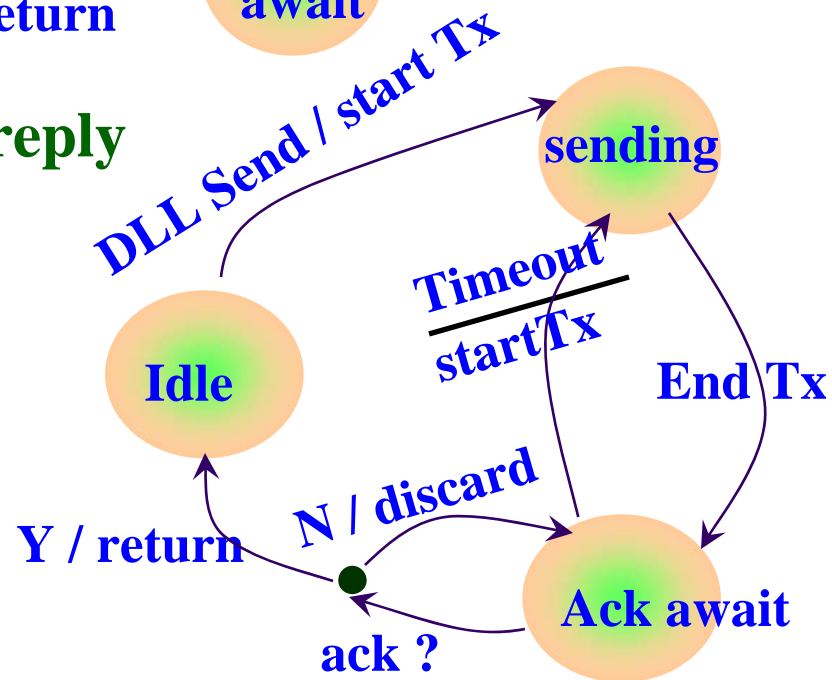 eturn
await
reply
DLL Send / start Tx
sending
Timeout
startTx
Idle
End Tx
N / discard
Y / return
Ack await
ack ?